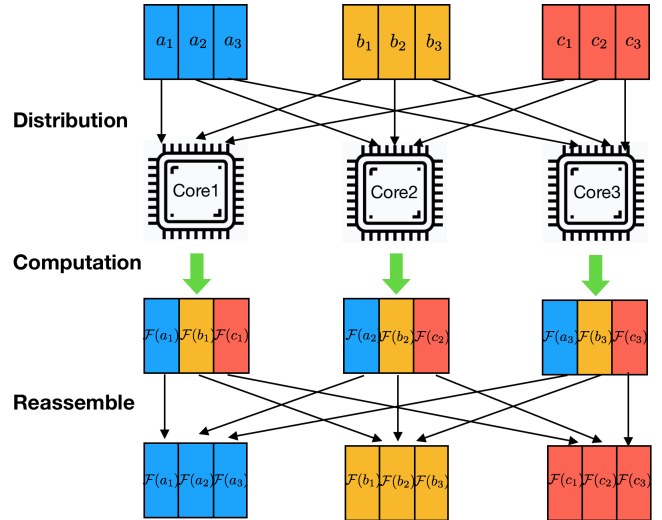 a₁ a₂ a₃ b₁ b₂ b₃ c₁ c₂ c₃
Distribution
Core1 Core2 Core3
Computation
ℱ(a₁) ℱ(b₁) ℱ(c₁) ℱ(a₂) ℱ(b₂) ℱ(c₂) ℱ(a₃) ℱ(b₃) ℱ(c₃)
Reassemble
ℱ(a₁) ℱ(a₂) ℱ(a₃) ℱ(b₁) ℱ(b₂) ℱ(b₃) ℱ(c₁) ℱ(c₂) ℱ(c₃)